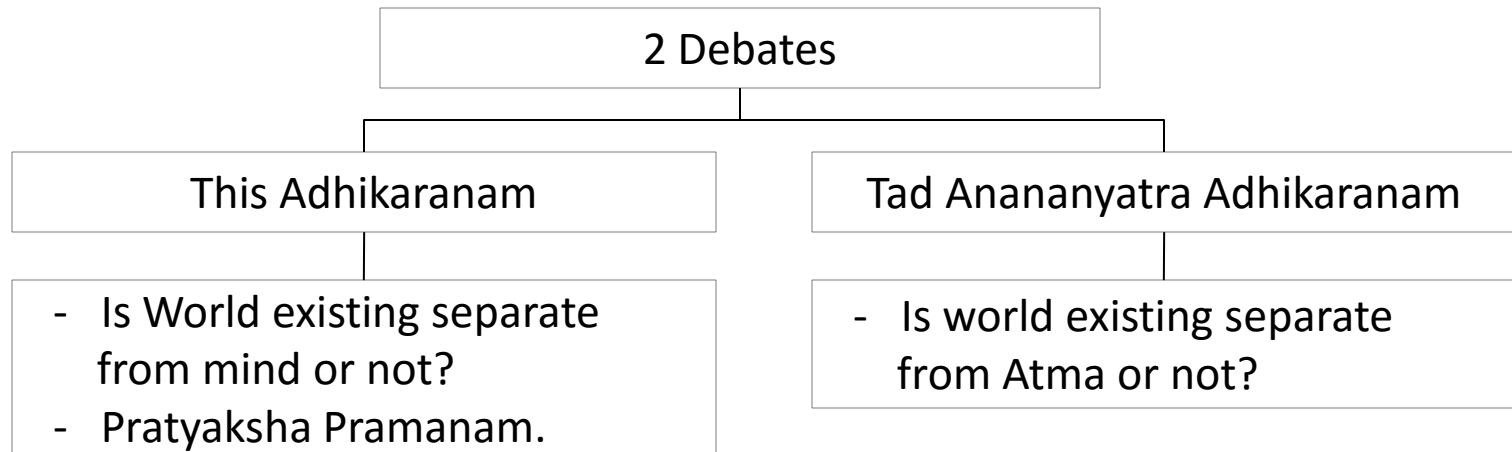 2 Debates
This Adhikaranam
Tad Anananyatra Adhikaranam
- Is World existing separate
from mind or not?
- Pratyaksha Pramanam.
- Is world existing separate
from Atma or not?